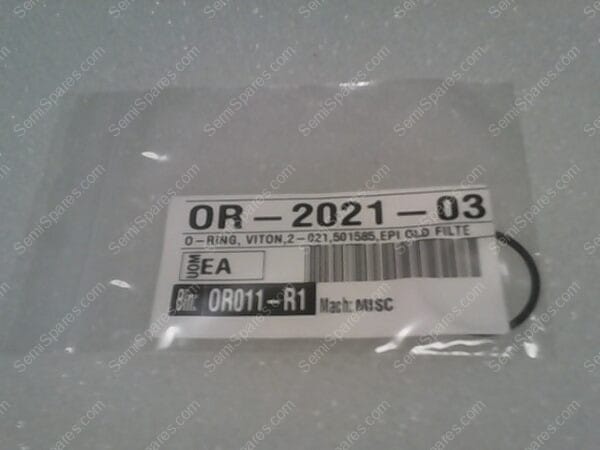 OR-2021-03
O-RING, VITON, 2-021, 501585, EPI OLD FILTE
UOM EA
Bin: OR011-R1 Mach: MISC
SemiSpares.com